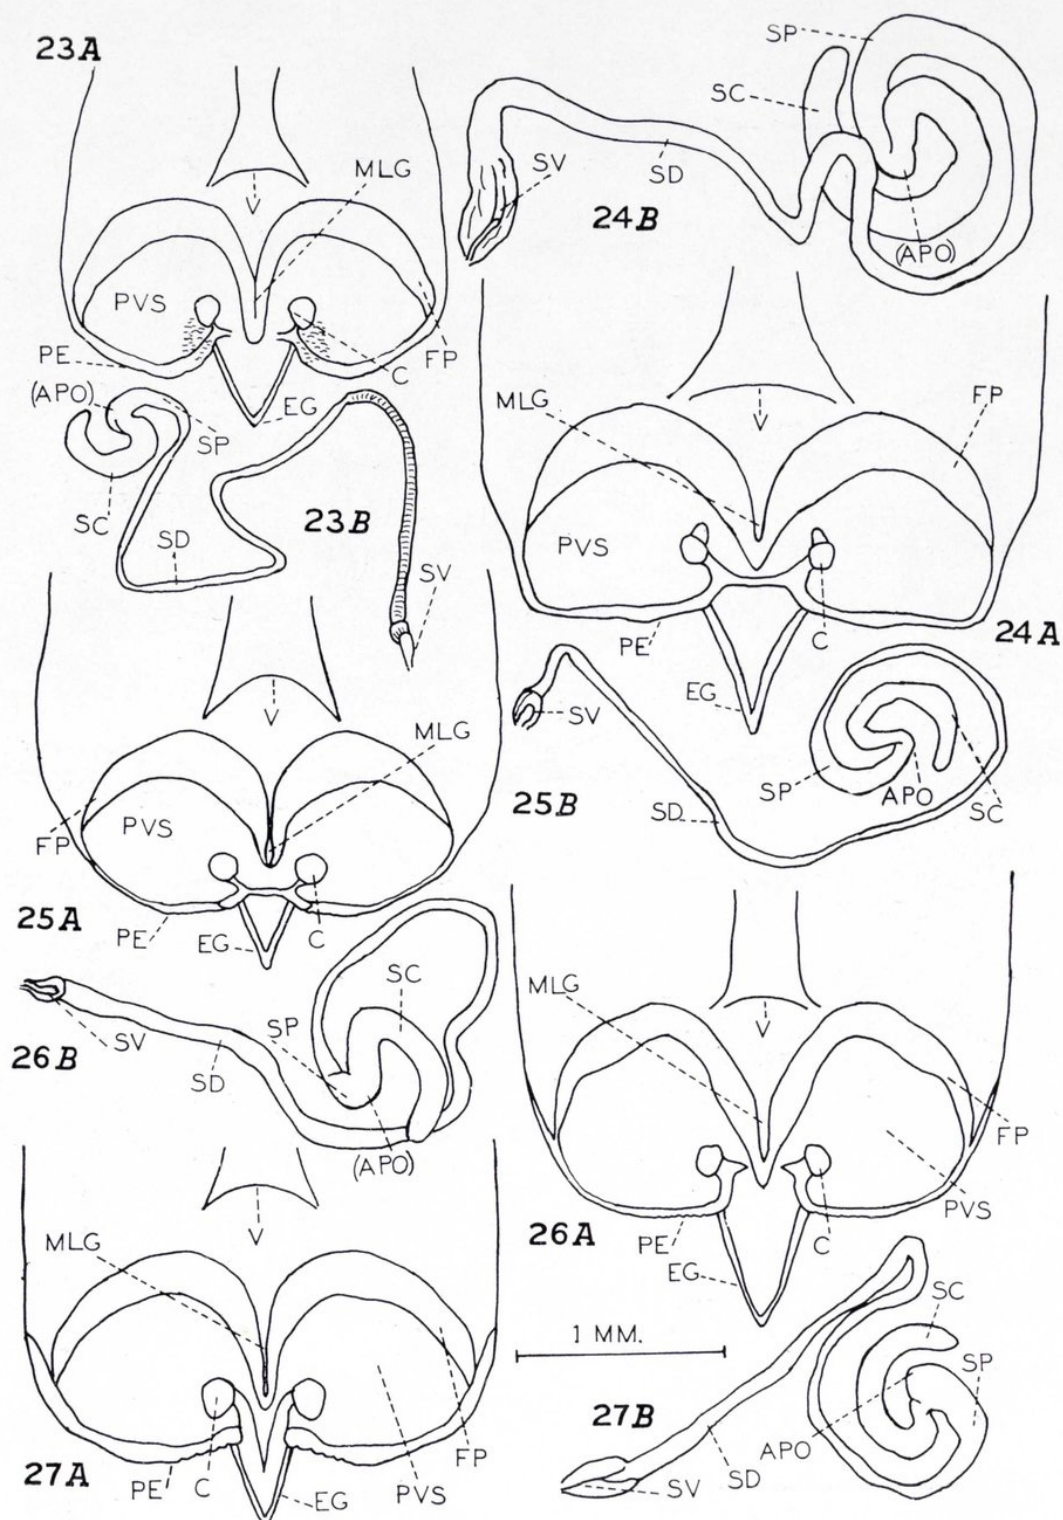 23A
MLG
PVS
PE
FP
C
EG
(APO)
SP
SC
SD
23B
SV
SP
SC
SV
SD
24B
(APO)
MLG
FP
PVS
24A
PE
C
EG
MLG
FP
PVS
25A
PE
EG
C
SV
25B
SD
SP
APO
SC
SC
SP
SV
26B
SD
(APO)
MLG
FP
PVS
26A
PE
C
EG
1 MM.
MLG
27A
PE
C
EG
PVS
FP
SC
SP
27B
APO
SD
SV